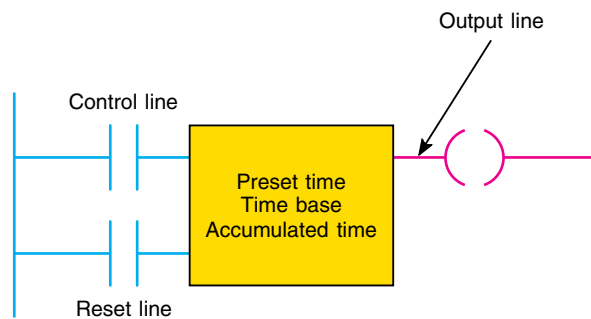 Output line
Control line
Preset time
Time base
Accumulated time
Reset line